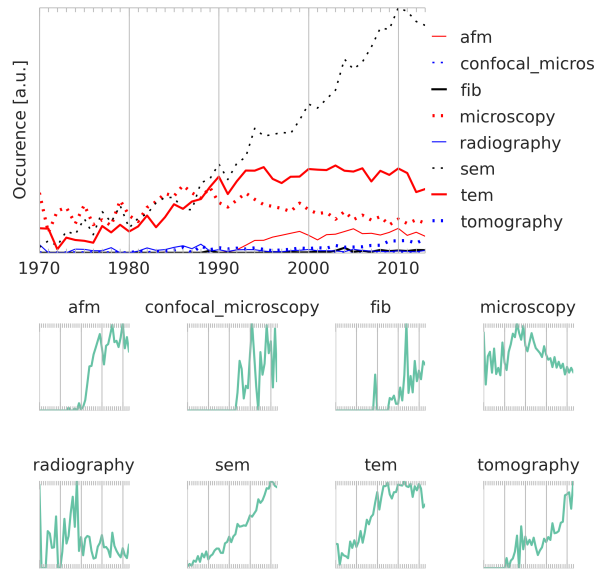 Occurence [a.u.]
afm
confocal_micros
fib
microscopy
radiography
sem
tem
tomography
1970 1980 1990 2000 2010
afm confocal_microscopy fib microscopy
radiography sem tem tomography